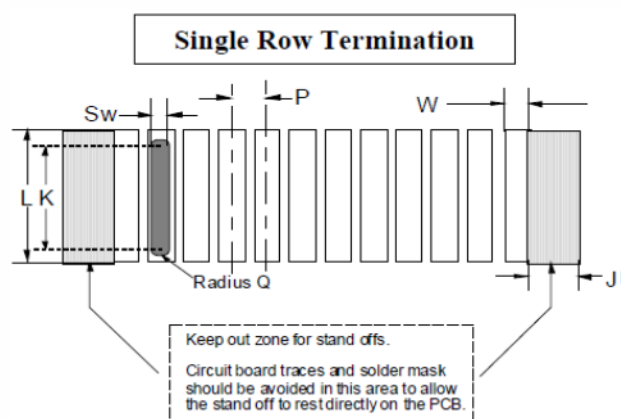 Single Row Termination
Sw
P
W
L
K
Radius Q
J
Keep out zone for stand offs.
Circuit board traces and solder mask
should be avoided in this area to allow
the stand off to rest directly on the PCB.